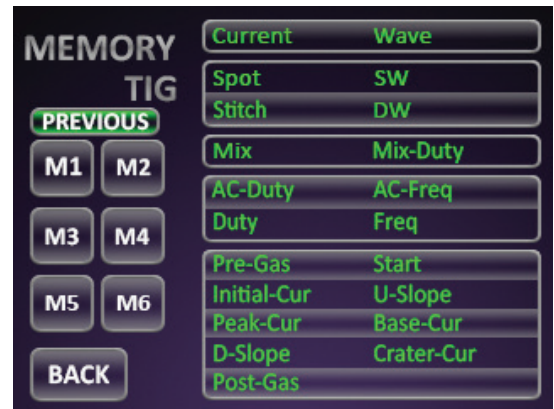 MEMORY
TIG
PREVIOUS
M1 M2
M3 M4
M5 M6
BACK
Current Wave
Spot SW
Stitch DW
Mix Mix-Duty
AC-Duty AC-Freq
Duty Freq
Pre-Gas Start
Initial-Cur U-Slope
Peak-Cur Base-Cur
D-Slope Crater-Cur
Post-Gas